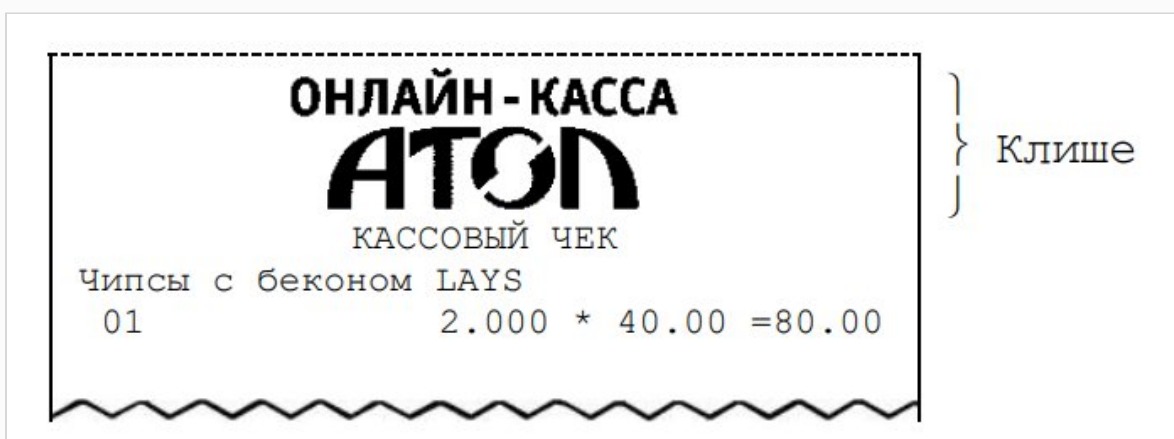 ОНЛАЙН-КАССА
АТОЛ
Клише
КАССОВЫЙ ЧЕК
Чипсы с беконом LAYS
01 2.000 * 40.00 =80.00